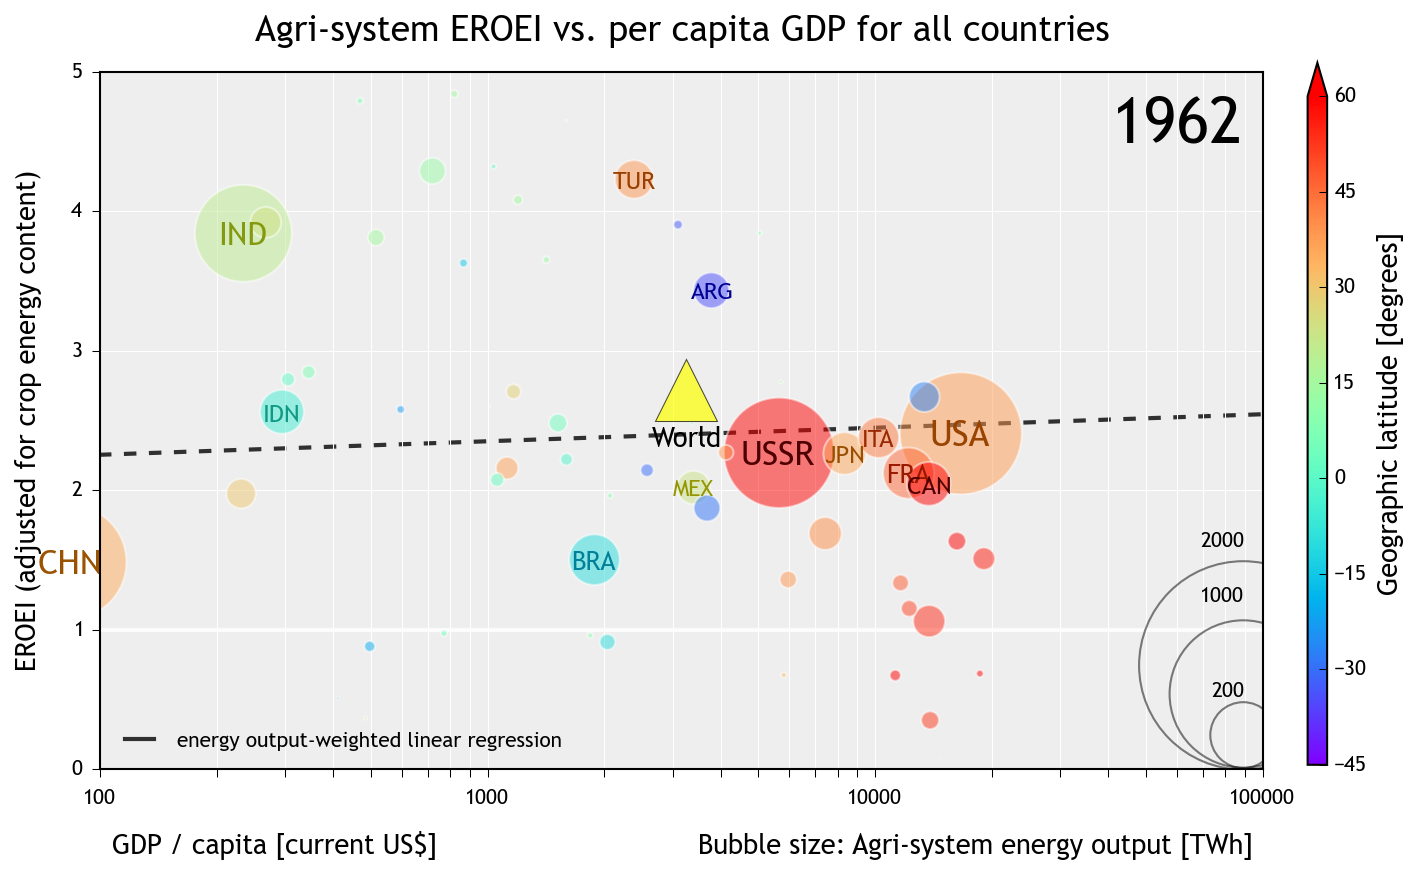 Agri-system EROEI vs. per capita GDP for all countries
1962
EROEI (adjusted for crop energy content)
5
4
3
2
1
0
TUR
IND
ARG
IDN
World
USSR
JPN
ITA
USA
FRA
CAN
MEX
CHN
BRA
2000
1000
200
energy output-weighted linear regression
100
1000
10000
100000
GDP / capita [current US$]
Bubble size: Agri-system energy output [TWh]
60
45
30
15
0
−15
−30
−45
Geographic latitude [degrees]